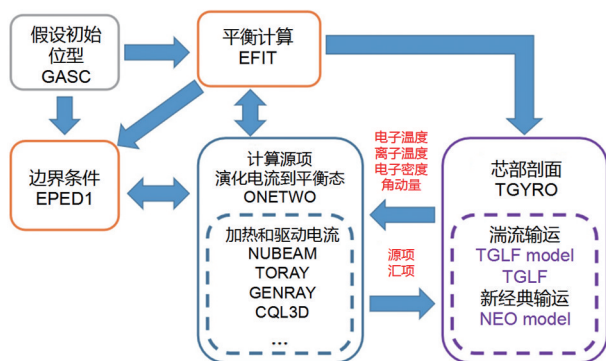 假设初始
位型
GASC
平衡计算
EFIT
边界条件
EPED1
计算源项
演化电流到平衡态
ONETWO
加热和驱动电流
NUBEAM
TORAY
GENRAY
CQL3D
...
电子温度
离子温度
电子密度
角动量
源项
汇项
芯部剖面
TGYRO
湍流输运
TGLF model
TGLF
新经典输运
NEO model